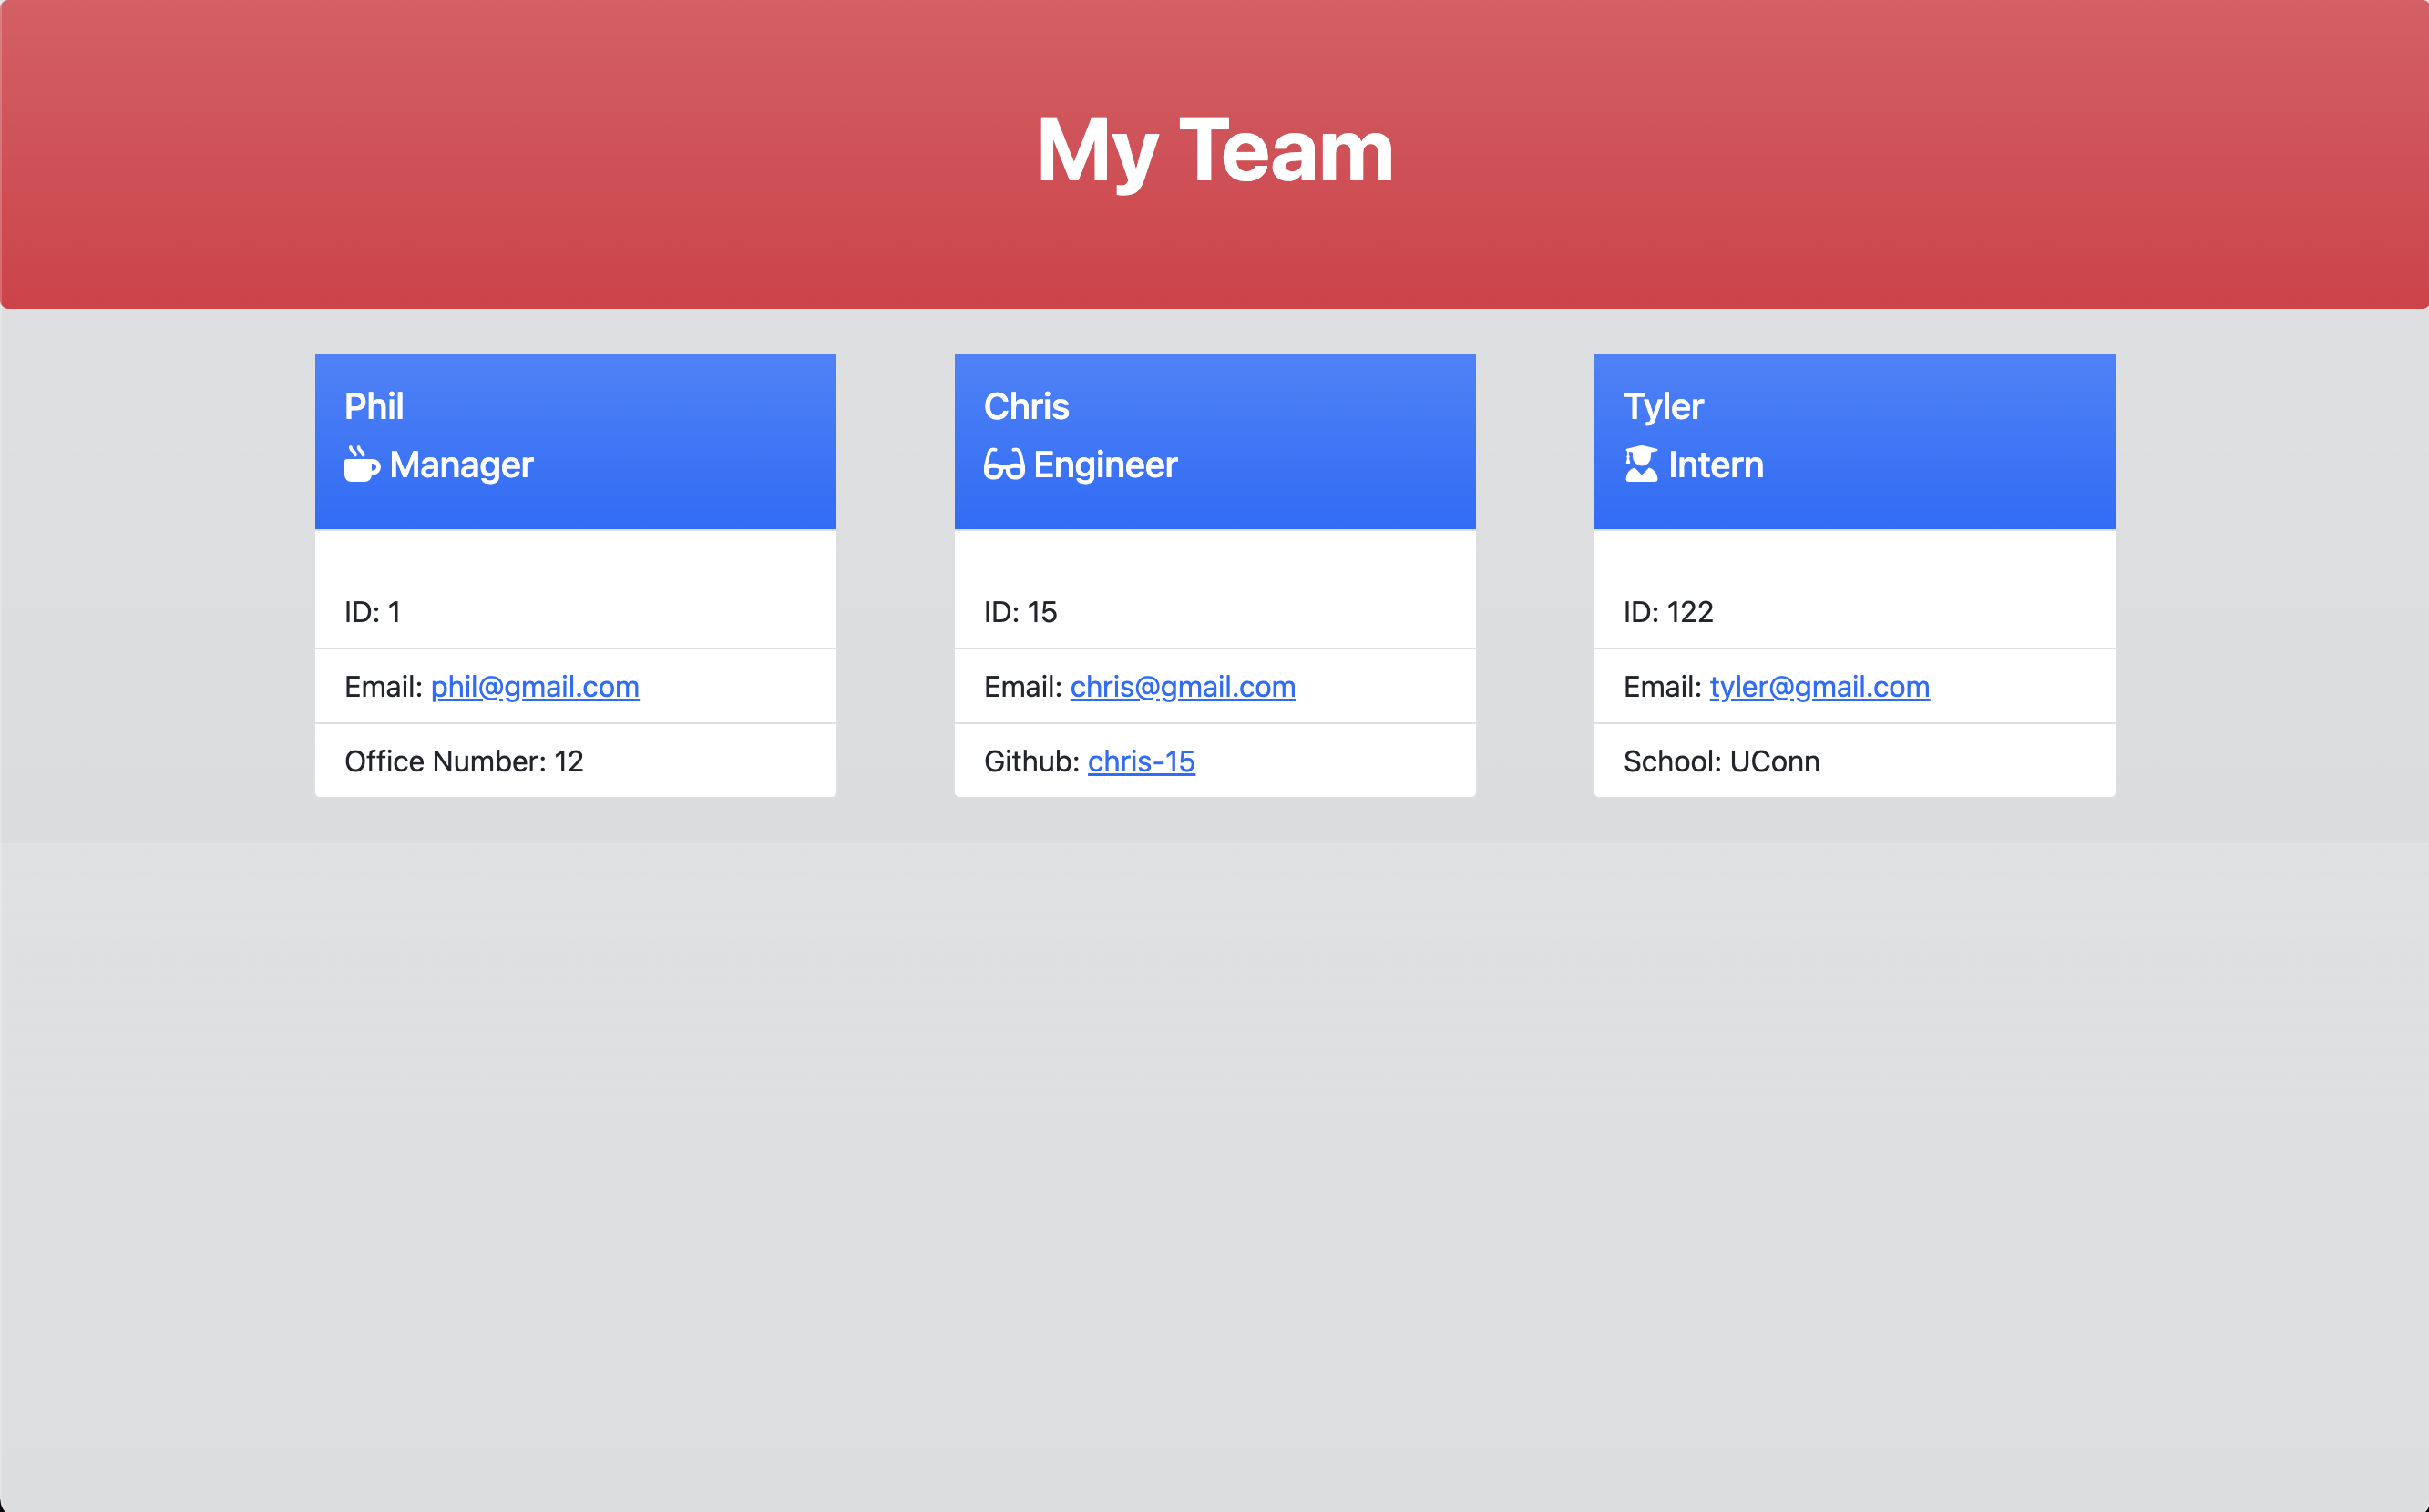 My Team
Phil
Manager
ID: 1
Email: phil@gmail.com
Office Number: 12
Chris
Engineer
ID: 15
Email: chris@gmail.com
Github: chris-15
Tyler
Intern
ID: 122
Email: tyler@gmail.com
School: UConn